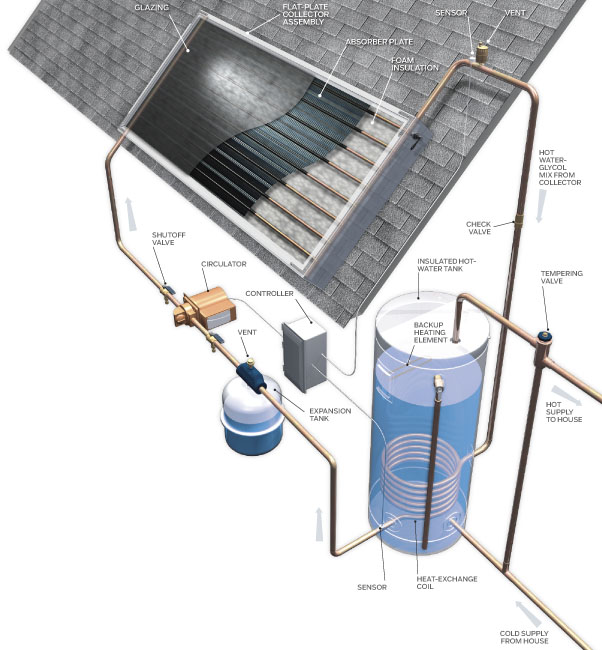 GLAZING
FLAT-PLATE
COLLECTOR
ASSEMBLY
SENSOR
VENT
ABSORBER PLATE
FOAM
INSULATION
HOT
WATER-
GLYCOL
MIX FROM
COLLECTOR
CHECK
VALVE
SHUTOFF
VALVE
CIRCULATOR
INSULATED HOT-
WATER TANK
TEMPERING
VALVE
CONTROLLER
BACKUP
HEATING
ELEMENT
VENT
EXPANSION
TANK
HOT
SUPPLY
TO HOUSE
SENSOR
HEAT-EXCHANGE
COIL
COLD SUPPLY
FROM HOUSE